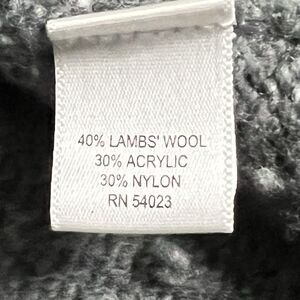 40% LAMBS' WOOL
30% ACRYLIC
30% NYLON
RN 54023